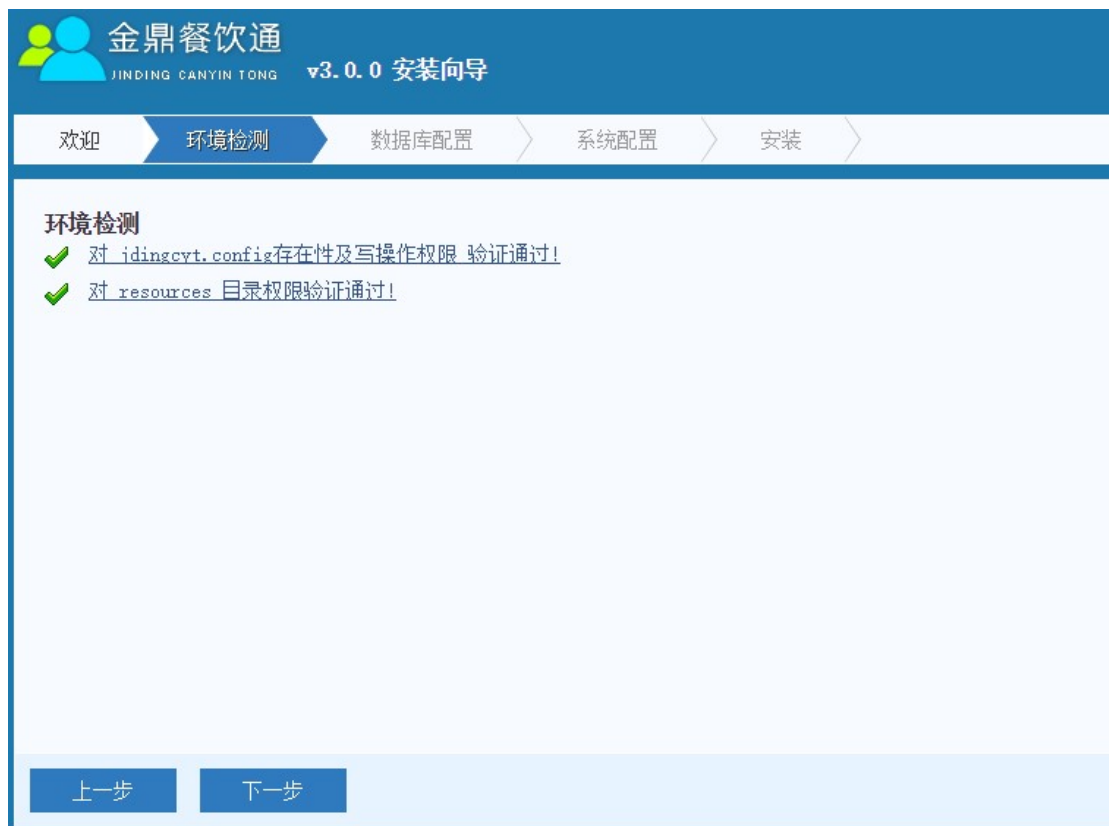 金鼎餐饮通
JINDING CANYIN TONG v3.0.0 安装向导
欢迎 环境检测 数据库配置 系统配置 安装
环境检测
对 jdingcyt.config存在性及写操作权限 验证通过!
对 resources 目录权限验证通过!
上一步 下一步